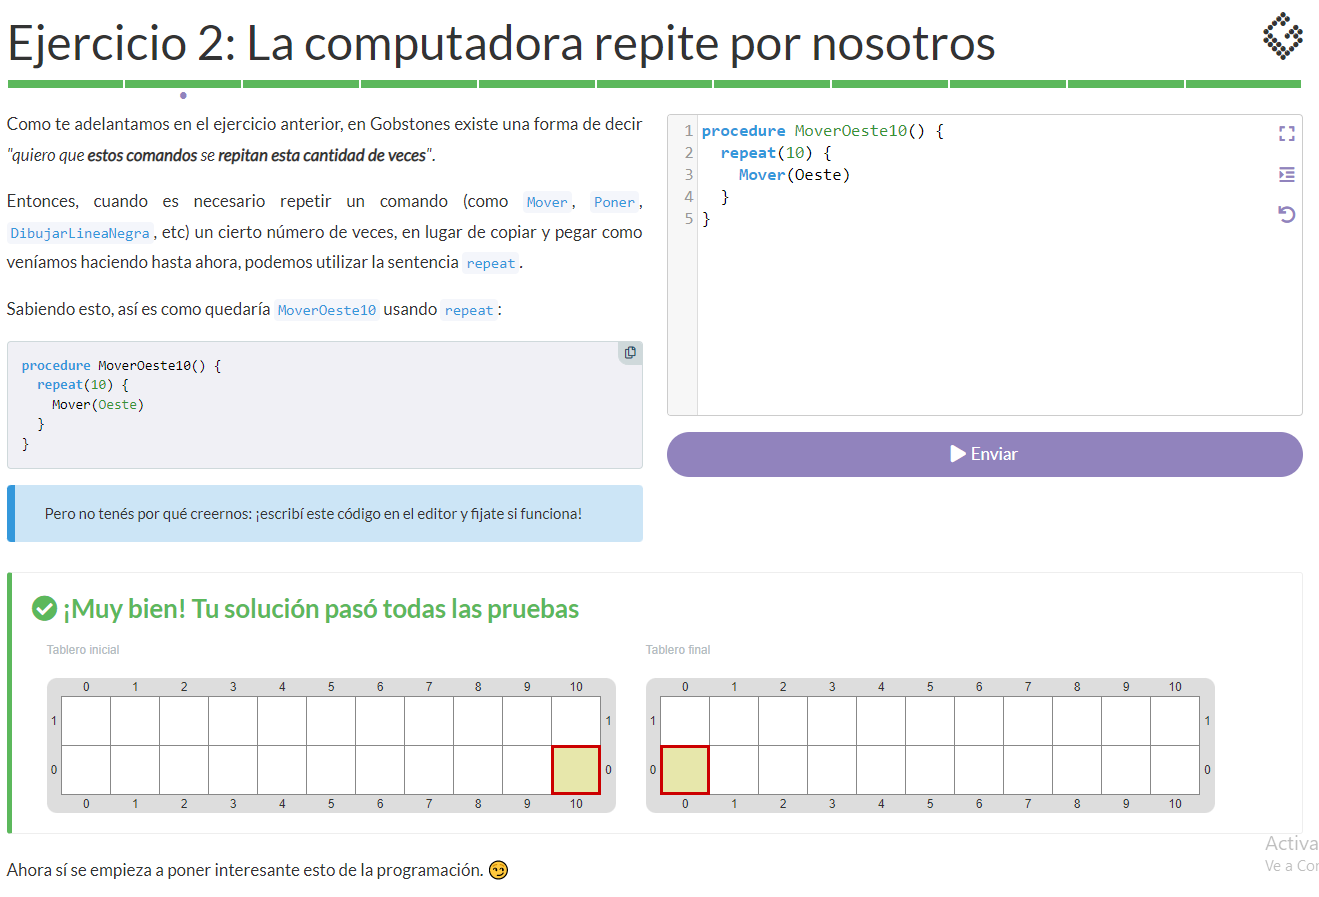 Ejercicio 2: La computadora repite por nosotros
Como te adelantamos en el ejercicio anterior, en Gobstones existe una forma de decir
"quiero que estos comandos se repitan esta cantidad de veces".
Entonces, cuando es necesario repetir un comando (como Mover, Poner,
DibujarLineaNegra, etc) un cierto número de veces, en lugar de copiar y pegar como
veníamos haciendo hasta ahora, podemos utilizar la sentencia repeat.
Sabiendo esto, así es como quedaría MoverOeste10 usando repeat:
procedure MoverOeste10() {
repeat(10) {
Mover(Oeste)
}
}
Pero no tenés por qué creernos: ¡escribí este código en el editor y fijate si funciona!
1 procedure MoverOeste10() {
2 repeat(10) {
3 Mover(Oeste)
4 }
5 }
Enviar
¡Muy bien! Tu solución pasó todas las pruebas
Tablero inicial
0 1 2 3 4 5 6 7 8 9 10
1 1
0 0
0 1 2 3 4 5 6 7 8 9 10
Tablero final
0 1 2 3 4 5 6 7 8 9 10
1 1
0 0
0 1 2 3 4 5 6 7 8 9 10
Ahora sí se empieza a poner interesante esto de la programación. 😏
Activa
Ve a Con